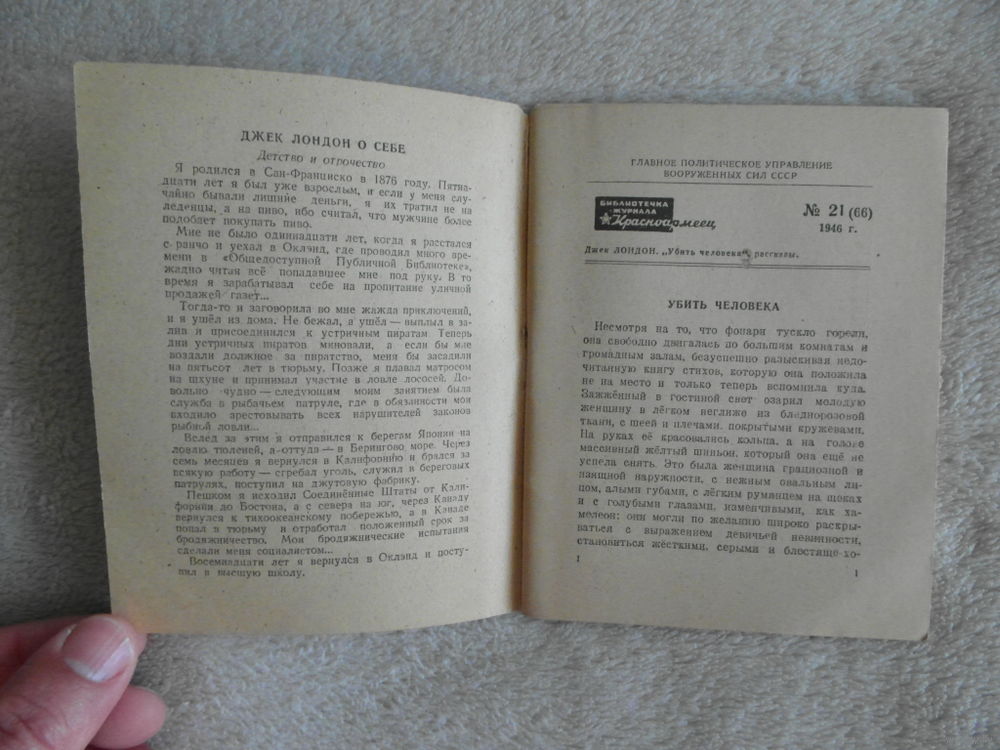 ДЖЕК ЛОНДОН О СЕБЕ
Детство и отрочество
Я родился в Сан-Франциско в 1876 году. Пятна-
дцати лет я был уже взрослым, и если у меня слу-
чайно бывали лишние деньги, я их тратил не на
леденцы, а на пиво, ибо считал, что мужчине более
подобает покупать пиво.
Мне не было одиннадцати лет, когда я расстался
с ранчо и уехал в Оклэнд, где проводил много вре-
мени в «Общедоступной Публичной Библиотеке»,
жадно читая всё попадавшее мне под руку. В то
время я зарабатывал себе на пропитание уличной
продажей газет...
Тогда-то и заговорила во мне жажда приключений,
и я ушёл из дома. Не бежал, а ушёл — выплыл в за-
лив и присоединился к устричным пиратам Теперь
дни устричных пиратов миновали, а если бы мне
воздали должное за пиратство, меня бы засадили
на пятьсот лет в тюрьму. Позже я плавал матросом
на шхуне и принимал участие в ловле лососей. До-
вольно чудно — следующим моим занятием была
служба в рыбачьем патруле, где в обязанности мои
входило арестовывать всех нарушителей законов
рыбной ловли...
Вслед за этим я отправился к берегам Японии на
ловлю тюленей, а оттуда — в Берингово море. Через
семь месяцев я вернулся в Калифорнию и брался за
всякую работу — сгребал уголь, служил в береговых
патрулях, поступил на джутовую фабрику.
Пешком я исходил Соединённые Штаты от Кали-
форнии до Бостона, а с севера на юг, через Канаду
вернулся к тихоокеанскому побережью, а в Канаде
попал в тюрьму и отработал положенный срок за
бродяжничество. Мои бродяжнические испытания
сделали меня социалистом...
Восемнадцати лет я вернулся в Оклэнд и посту-
пил в высшую школу.
ГЛАВНОЕ ПОЛИТИЧЕСКОЕ УПРАВЛЕНИЕ
ВООРУЖЕННЫХ СИЛ СССР
БИБЛИОТЕЧКА
ЖУРНАЛА
Красноармеец
№ 21 (66)
1946 г.
Джек ЛОНДОН. „Убить человека“, рассказы.
УБИТЬ ЧЕЛОВЕКА
Несмотря на то, что фонари тускло горели,
она свободно двигалась по большим комнатам и
громадным залам, безуспешно разыскивая недо-
читанную книгу стихов, которую она положила
не на место и только теперь вспомнила куда.
Зажжённый в гостиной свет озарил молодую
женщину в лёгком неглиже из бледнорозовой
ткани, с шеей и плечами, покрытыми кружевами.
На руках её красовались кольца, а на голове
массивный жёлтый шиньон, который она ещё не
успела снять. Это была женщина грациозной и
изящной наружности, с нежным овальным ли-
цом, алыми губами, с лёгким румянцем на щеках
и с голубыми глазами, изменчивыми, как ха-
мелеон: они могли по желанию широко раскры-
ваться с выражением девичьей невинности,
становиться жёсткими, серыми и блестяще-хо-
1
1